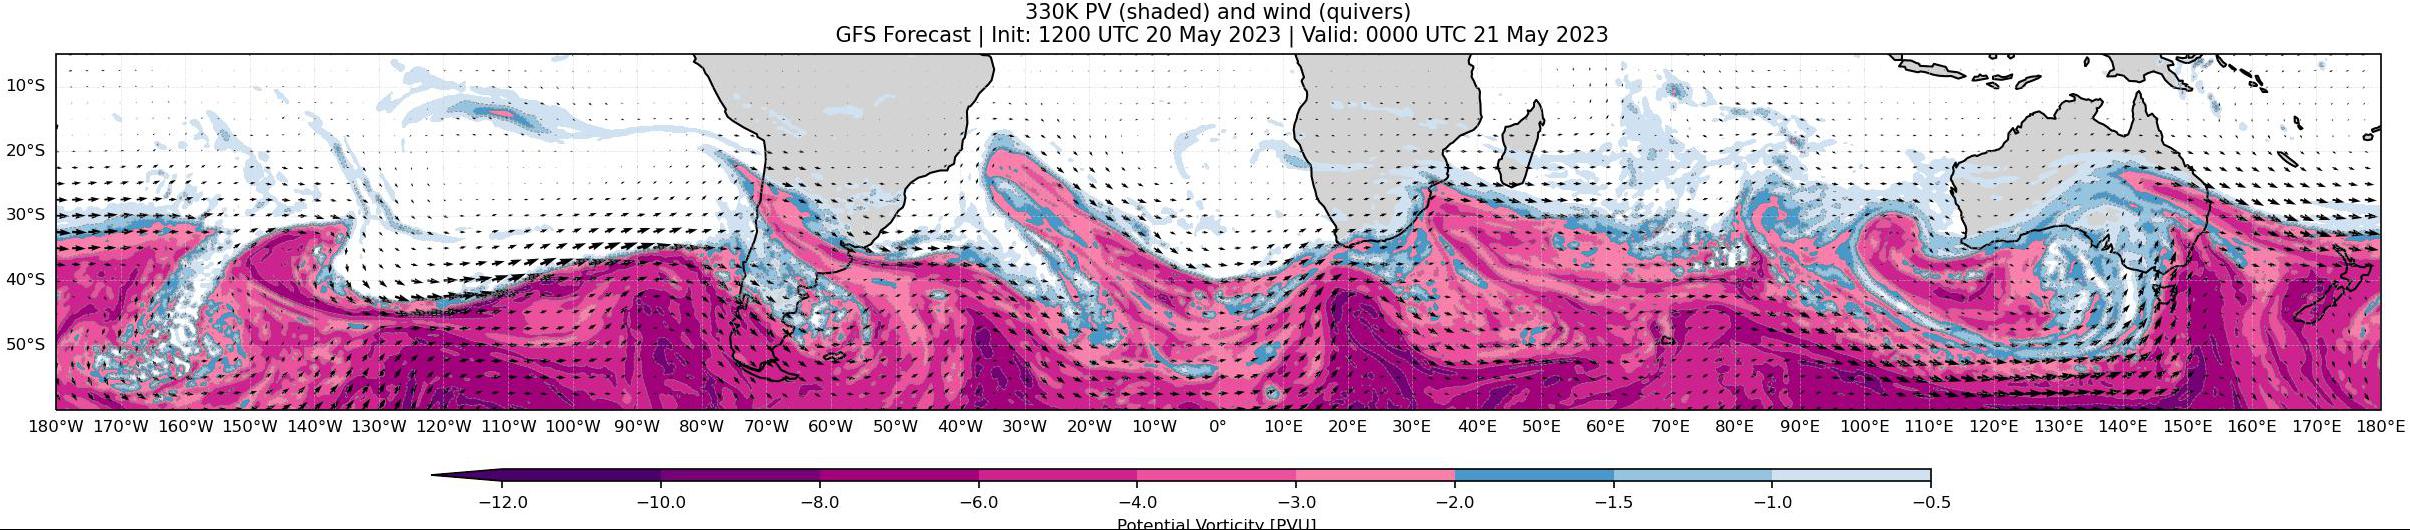 330K PV (shaded) and wind (quivers)
GFS Forecast | Init: 1200 UTC 20 May 2023 | Valid: 0000 UTC 21 May 2023
10°S
20°S
30°S
40°S
50°S
180°W 170°W 160°W 150°W 140°W 130°W 120°W 110°W 100°W 90°W 80°W 70°W 60°W 50°W 40°W 30°W 20°W 10°W 0° 10°E 20°E 30°E 40°E 50°E 60°E 70°E 80°E 90°E 100°E 110°E 120°E 130°E 140°E 150°E 160°E 170°E 180°E
−12.0 −10.0 −8.0 −6.0 −4.0 −3.0 −2.0 −1.5 −1.0 −0.5
Potential Vorticity [PVU]